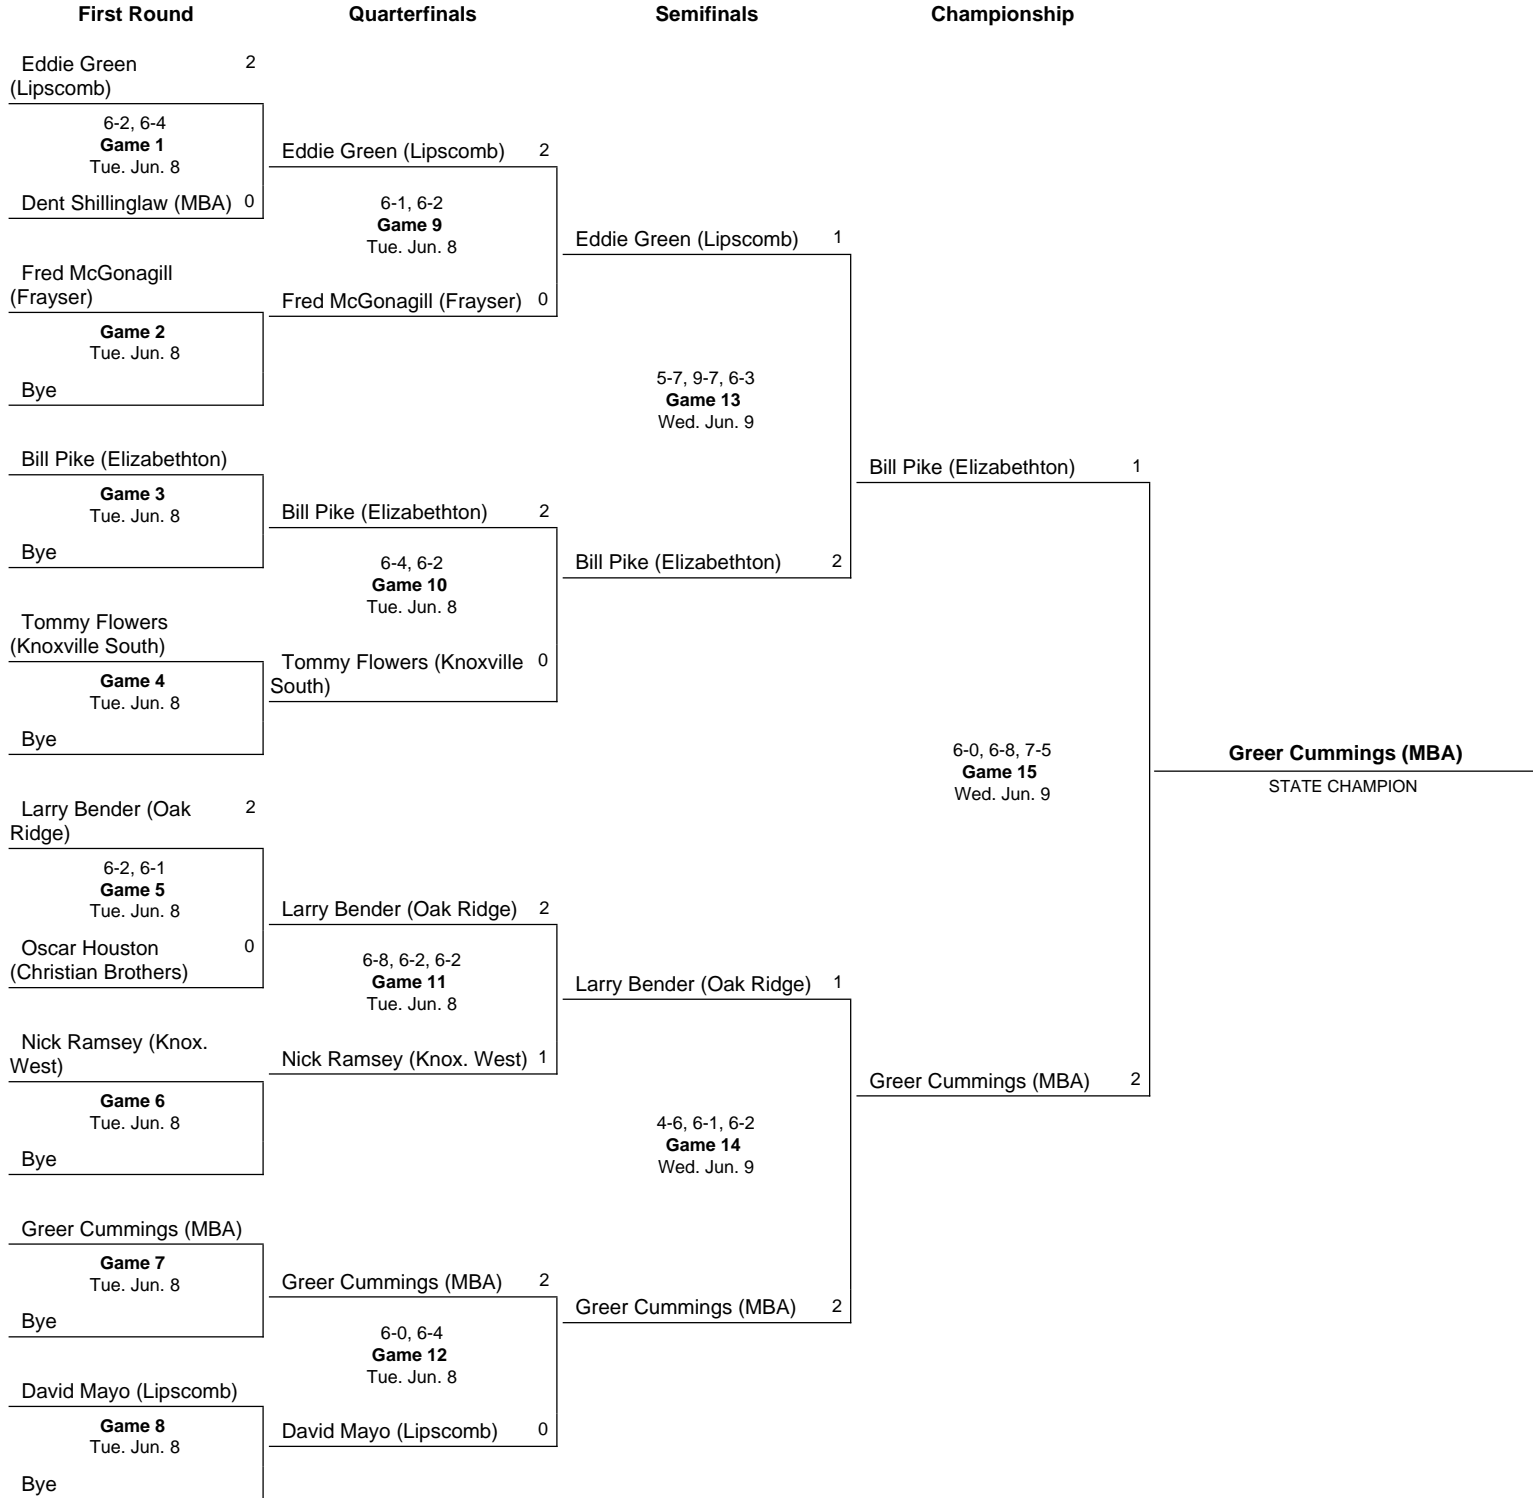 First Round
Quarterfinals
Semifinals
Championship
Eddie Green 2
(Lipscomb)
6-2, 6-4
Game 1
Tue. Jun. 8
Dent Shillinglaw (MBA) 0
Fred McGonagill
(Frayser)
Game 2
Tue. Jun. 8
Bye
Bill Pike (Elizabethton)
Game 3
Tue. Jun. 8
Bye
Tommy Flowers
(Knoxville South)
Game 4
Tue. Jun. 8
Bye
Larry Bender (Oak 2
Ridge)
6-2, 6-1
Game 5
Tue. Jun. 8
Oscar Houston 0
(Christian Brothers)
Nick Ramsey (Knox.
West)
Game 6
Tue. Jun. 8
Bye
Greer Cummings (MBA)
Game 7
Tue. Jun. 8
Bye
David Mayo (Lipscomb)
Game 8
Tue. Jun. 8
Bye
Eddie Green (Lipscomb) 2
6-1, 6-2
Game 9
Tue. Jun. 8
Fred McGonagill (Frayser) 0
Bill Pike (Elizabethton) 2
6-4, 6-2
Game 10
Tue. Jun. 8
Tommy Flowers (Knoxville 0
South)
Larry Bender (Oak Ridge) 2
6-8, 6-2, 6-2
Game 11
Tue. Jun. 8
Nick Ramsey (Knox. West) 1
Greer Cummings (MBA) 2
6-0, 6-4
Game 12
Tue. Jun. 8
David Mayo (Lipscomb) 0
Eddie Green (Lipscomb) 1
5-7, 9-7, 6-3
Game 13
Wed. Jun. 9
Bill Pike (Elizabethton) 2
Larry Bender (Oak Ridge) 1
4-6, 6-1, 6-2
Game 14
Wed. Jun. 9
Greer Cummings (MBA) 2
Bill Pike (Elizabethton) 1
6-0, 6-8, 7-5
Game 15
Wed. Jun. 9
Greer Cummings (MBA) 2
Greer Cummings (MBA)
STATE CHAMPION